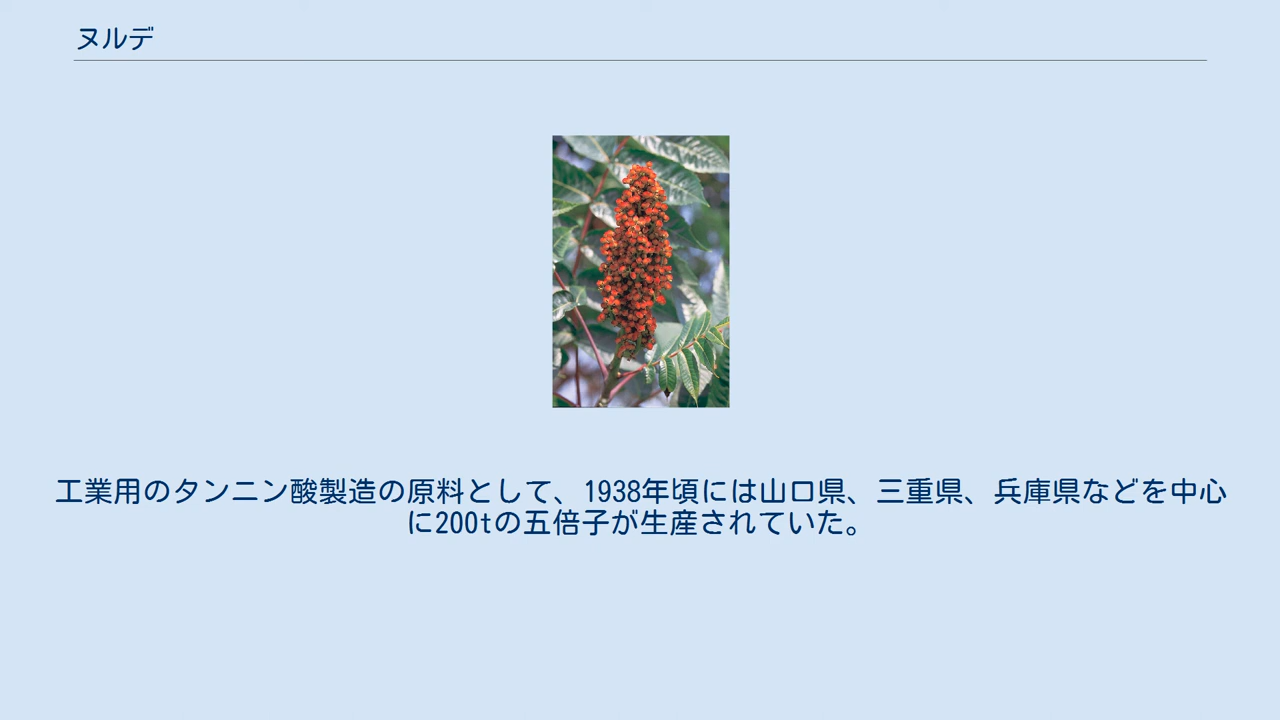 ヌルデ
工業用のタンニン酸製造の原料として、1938年頃には山口県、三重県、兵庫県などを中心
に200tの五倍子が生産されていた。